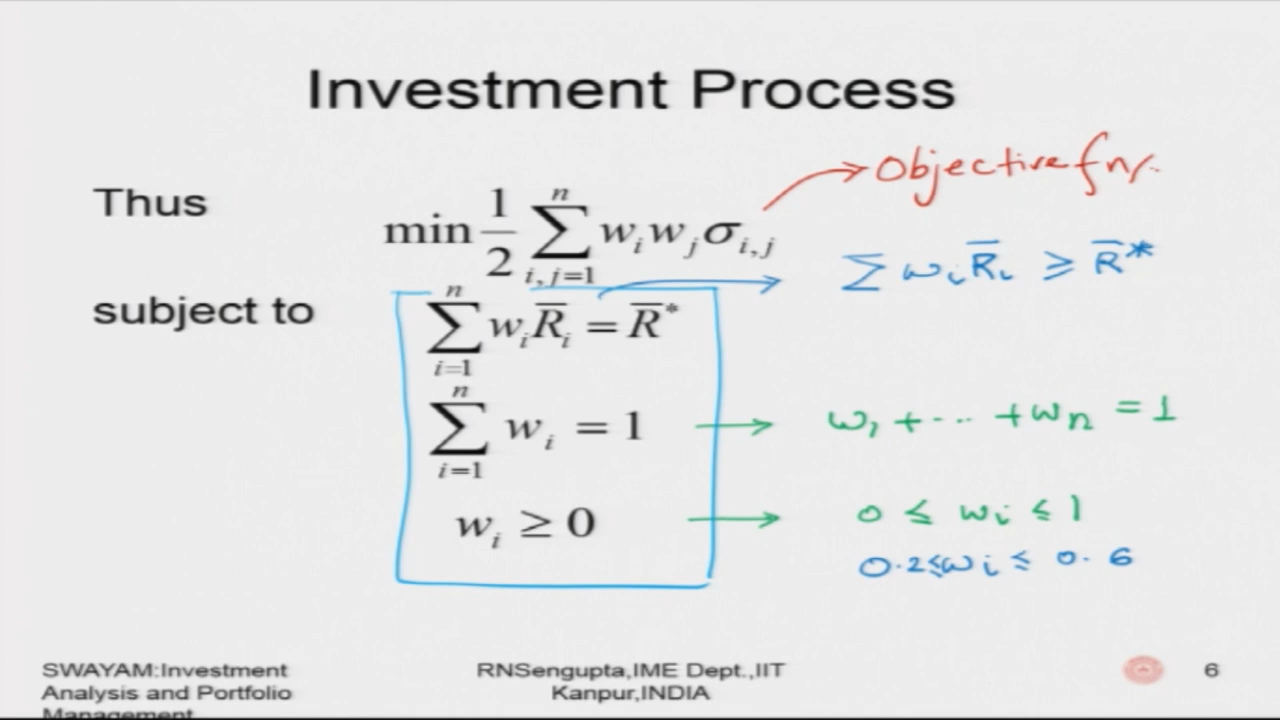 Investment Process
Thus
min 1/2 ∑_{i,j=1}^{n} w_i w_j σ_{i,j}
Objective fn/.
∑ w_i R̄_i ≥ R̄*
subject to
∑_{i=1}^{n} w_i R̄_i = R̄*
∑_{i=1}^{n} w_i = 1
w_1 + ... + w_n = 1
w_i ≥ 0
0 ≤ w_i ≤ 1
0.2 ≤ w_i ≤ 0.6
SWAYAM:Investment
Analysis and Portfolio
Management
RNSengupta,IME Dept.,IIT
Kanpur,INDIA
6